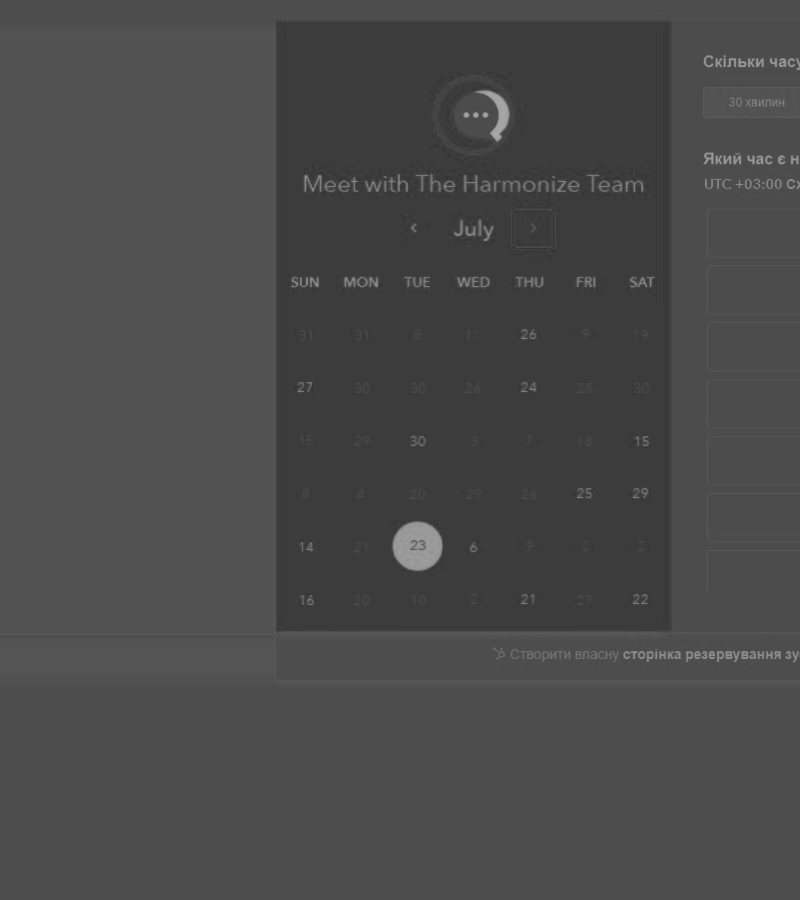 Meet with The Harmonize Team
July
SUN MON TUE WED THU FRI SAT
31 31 8 11 26 9 19
27 30 30 26 24 25 30
15 29 30 3 7 18 15
8 4 20 29 26 25 29
14 21 23 6 9 2 2
16 20 18 2 21 27 22
Скільки часу
30 хвилин
Який час є н
UTC +03:00
Створити власну сторінка резервування зу